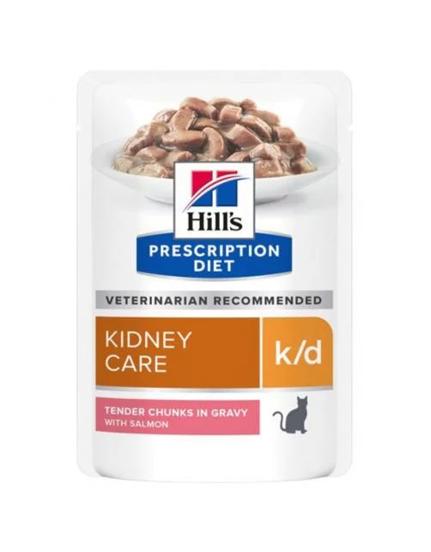 Hill's
PRESCRIPTION
DIET
VETERINARIAN RECOMMENDED
KIDNEY
CARE
k/d
TENDER CHUNKS IN GRAVY
WITH SALMON